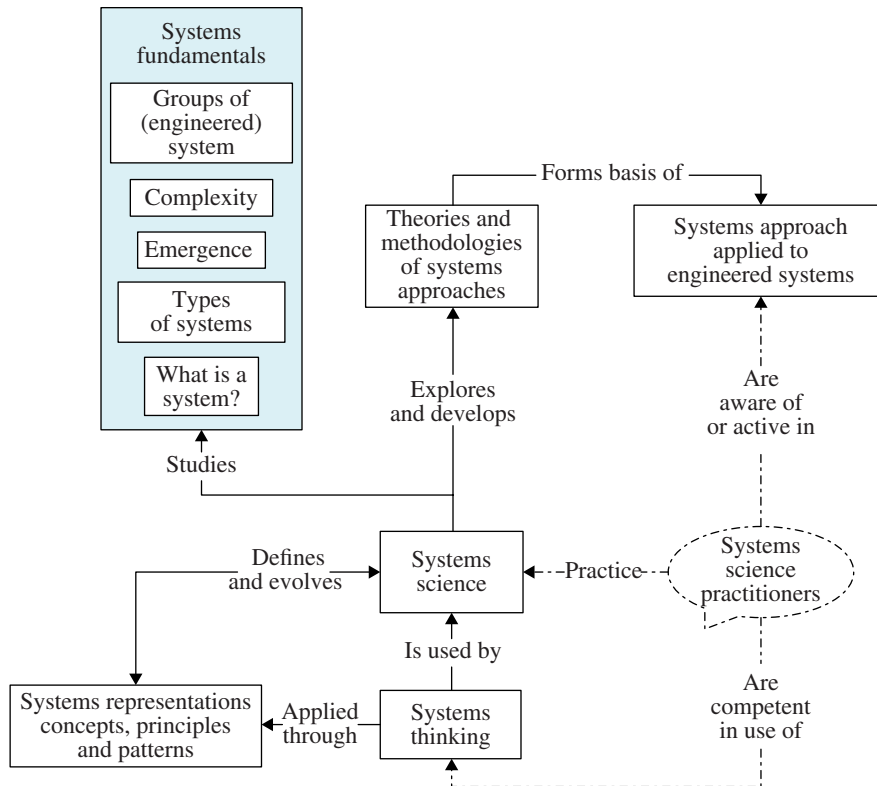 Systems
fundamentals
Groups of
(engineered)
system
Complexity
Emergence
Types
of systems
What is a
system?
Studies
Forms basis of
Theories and
methodologies
of systems
approaches
Systems approach
applied to
engineered systems
Explores
and develops
Are
aware of
or active in
Defines
and evolves
Systems
science
Practice
Systems
science
practitioners
Is used by
Systems representations
concepts, principles
and patterns
Applied
through
Systems
thinking
Are
competent
in use of